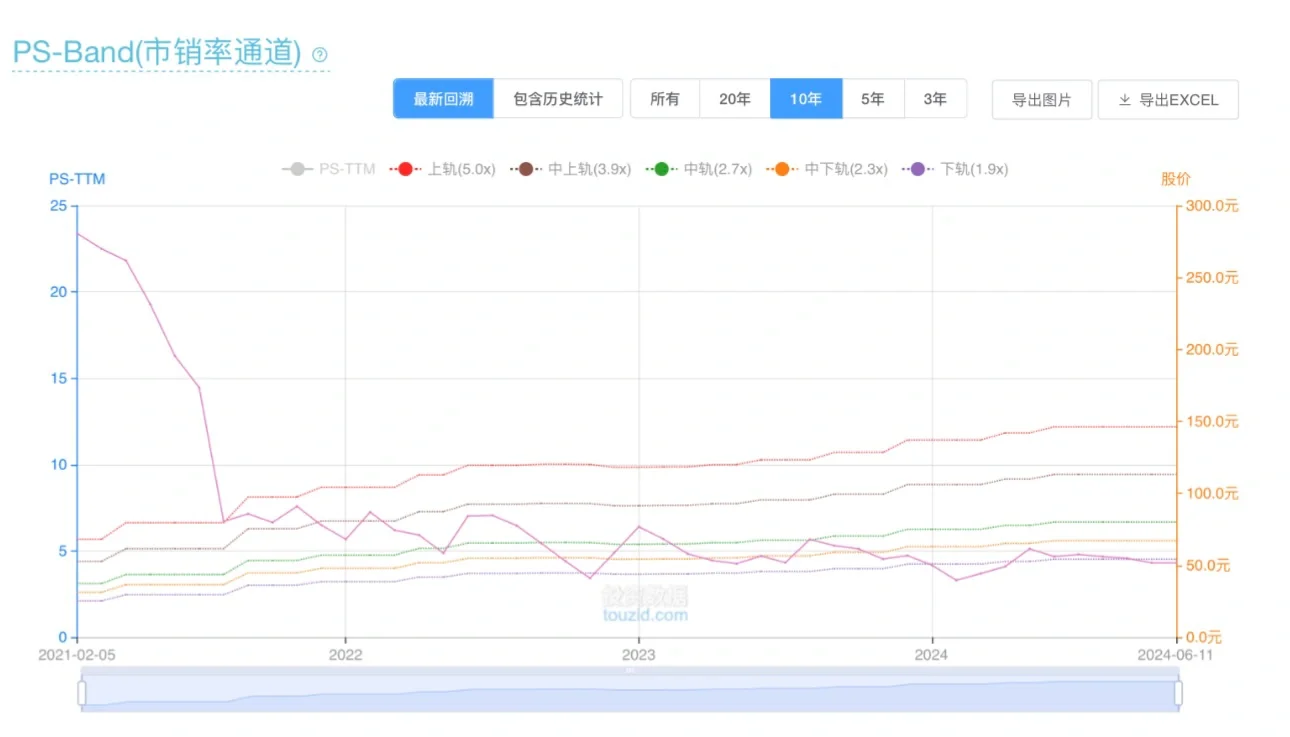 PS-Band(市销率通道) ?
最新回溯 包含历史统计 所有 20年 10年 5年 3年 导出图片 导出EXCEL
PS-TTM 上轨(5.0x) 中上轨(3.9x) 中轨(2.7x) 中下轨(2.3x) 下轨(1.9x)
PS-TTM 股价
25 300.0元
250.0元
20
200.0元
15
150.0元
10
100.0元
5
50.0元
touzid.com
0 0.0元
2021-02-05 2022 2023 2024 2024-06-11